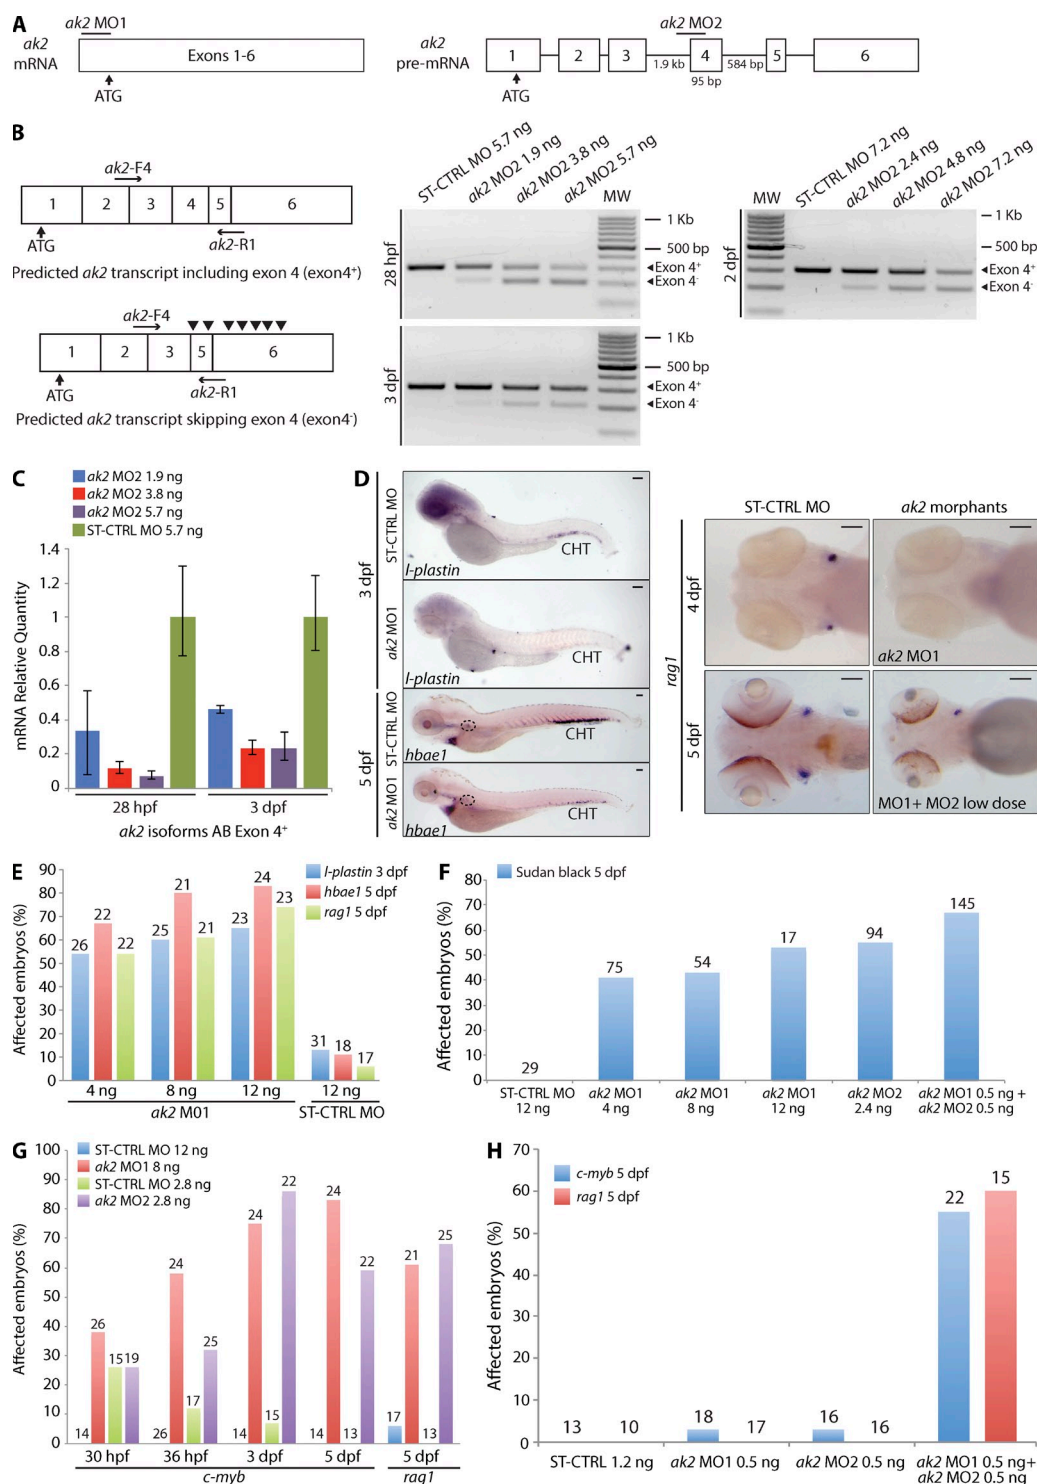 A
ak2 MO1
ak2 mRNA
Exons 1-6
ATG
ak2 pre-mRNA
ak2 MO2
1 2 3 4 5 6
1.9 kb
584 bp
95 bp
ATG
B
ak2-F4
1 2 3 4 5 6
ATG
ak2-R1
Predicted ak2 transcript including exon 4 (exon4+)
ak2-F4
1 2 3 5 6
ATG
ak2-R1
Predicted ak2 transcript skipping exon 4 (exon4-)
ST-CTRL MO 5.7 ng
ak2 MO2 1.9 ng
ak2 MO2 3.8 ng
ak2 MO2 5.7 ng
MW
28 hpf
1 Kb
500 bp
Exon 4+
Exon 4-
3 dpf
1 Kb
500 bp
Exon 4+
Exon 4-
MW
ST-CTRL MO 7.2 ng
ak2 MO2 2.4 ng
ak2 MO2 4.8 ng
ak2 MO2 7.2 ng
2 dpf
1 Kb
500 bp
Exon 4+
Exon 4-
C
ak2 MO2 1.9 ng
ak2 MO2 3.8 ng
ak2 MO2 5.7 ng
ST-CTRL MO 5.7 ng
mRNA Relative Quantity
1.4
1.2
1
0.8
0.6
0.4
0.2
0
28 hpf 3 dpf
ak2 isoforms AB Exon 4+
D
3 dpf
ST-CTRL MO
CHT
l-plastin
ak2 MO1
CHT
l-plastin
5 dpf
ST-CTRL MO
CHT
hbae1
ak2 MO1
CHT
hbae1
ST-CTRL MO
ak2 morphants
rag1
4 dpf
ak2 MO1
5 dpf
MO1+ MO2 low dose
E
Affected embryos (%)
90
80
70
60
50
40
30
20
10
0
l-plastin 3 dpf
hbae1 5 dpf
rag1 5 dpf
26 22 22
25 21 21
23 24 23
31 18 17
4 ng 8 ng 12 ng 12 ng
ak2 M01 ST-CTRL MO
F
Affected embryos (%)
80
70
60
50
40
30
20
10
0
Sudan black 5 dpf
29 75 54 17 94 145
ST-CTRL MO 12 ng
ak2 MO1 4 ng
ak2 MO1 8 ng
ak2 MO1 12 ng
ak2 MO2 2.4 ng
ak2 MO1 0.5 ng + ak2 MO2 0.5 ng
G
Affected embryos (%)
100
90
80
70
60
50
40
30
20
10
0
ST-CTRL MO 12 ng
ak2 MO1 8 ng
ST-CTRL MO 2.8 ng
ak2 MO2 2.8 ng
14 26 15 19
26 24 17 25
14 24 15 22
14 24 13 22
17 21 13 25
30 hpf 36 hpf 3 dpf 5 dpf 5 dpf
c-myb rag1
H
Affected embryos (%)
70
60
50
40
30
20
10
0
c-myb 5 dpf
rag1 5 dpf
13 10 18 17 16 16 22 15
ST-CTRL 1.2 ng
ak2 MO1 0.5 ng
ak2 MO2 0.5 ng
ak2 MO1 0.5 ng+
ak2 MO2 0.5 ng